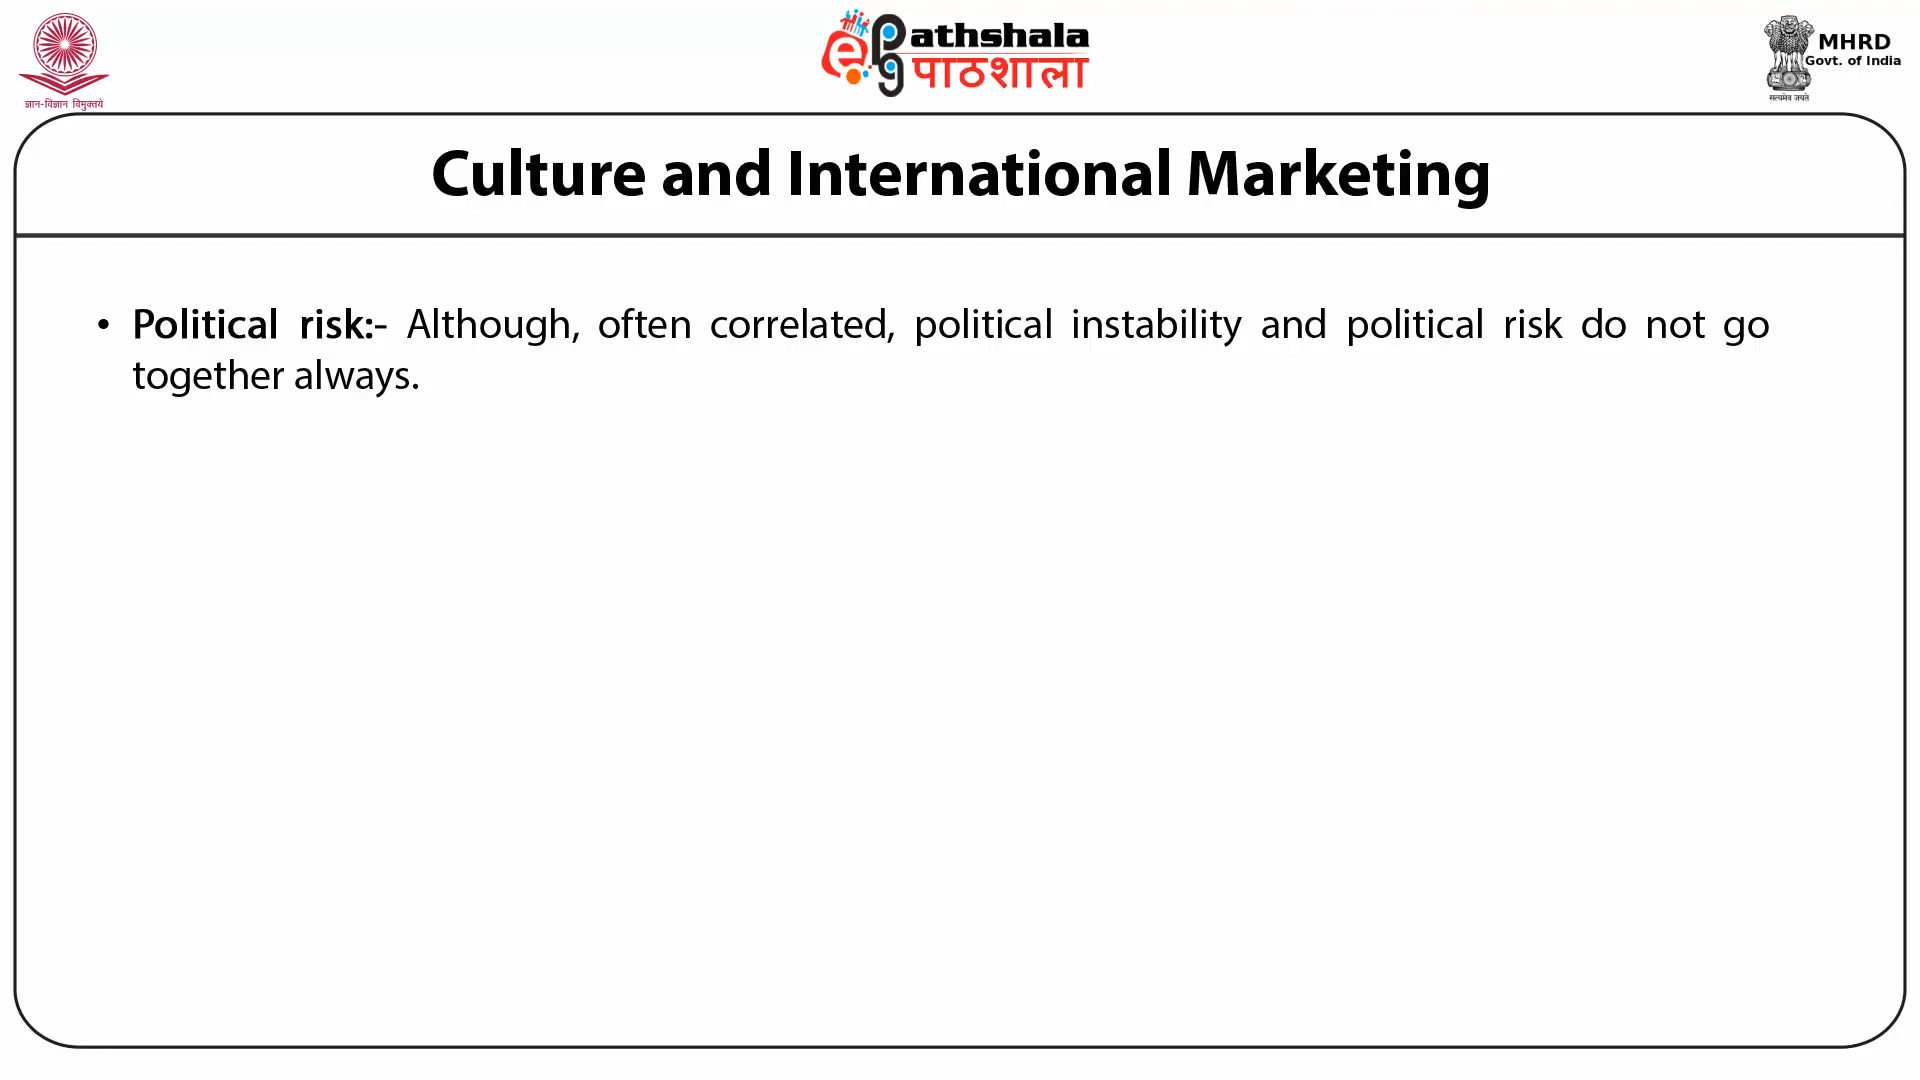 ज्ञान-विज्ञान विमुक्तये
ePG athshala
पाठशाला
MHRD
Govt. of India
सत्यमेव जयते
Culture and International Marketing
• Political risk:- Although, often correlated, political instability and political risk do not go
together always.